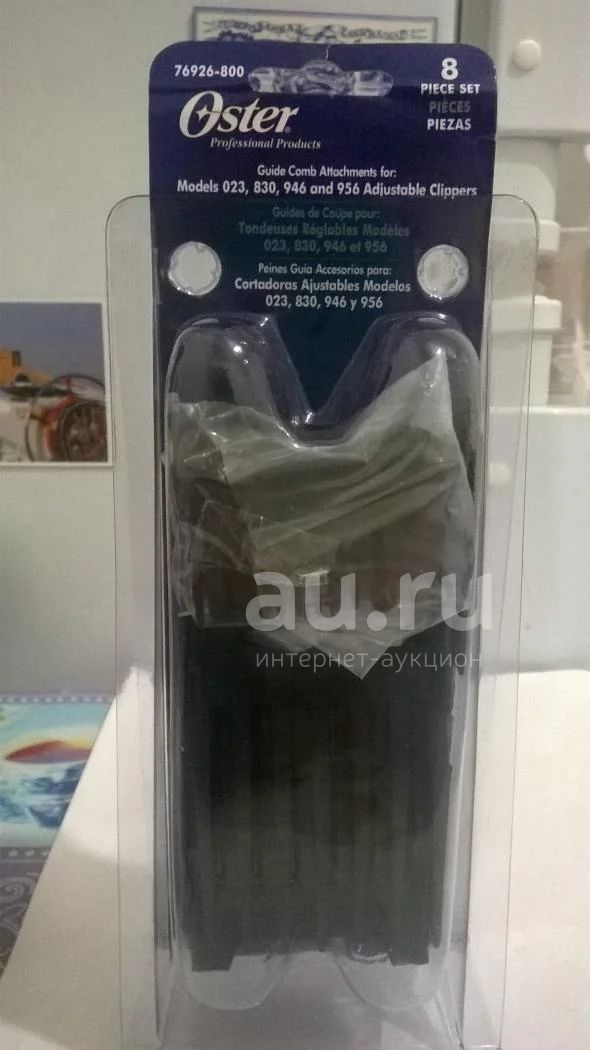 76926-800
8
PIECE SET
PIÈCES
PIEZAS
Oster®
Professional Products
Guide Comb Attachments for:
Models 023, 830, 946 and 956 Adjustable Clippers
Guides de Coupe pour:
Tondeuses Réglables Modèles
023, 830, 946 et 956
Peines Guia Accesorios para:
Cortadoras Ajustables Modelos
023, 830, 946 y 956
au.ru
интернет-аукцион